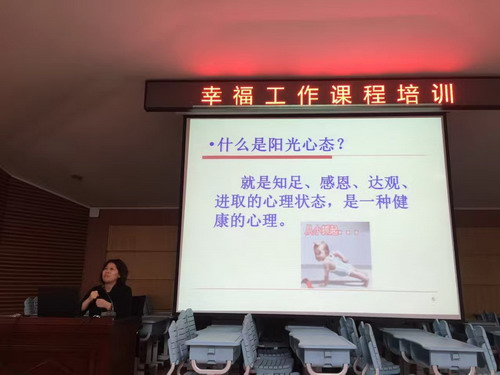 幸福工作课程培训
•什么是阳光心态？
就是知足、感恩、达观、
进取的心理状态，是一种健
康的心理。